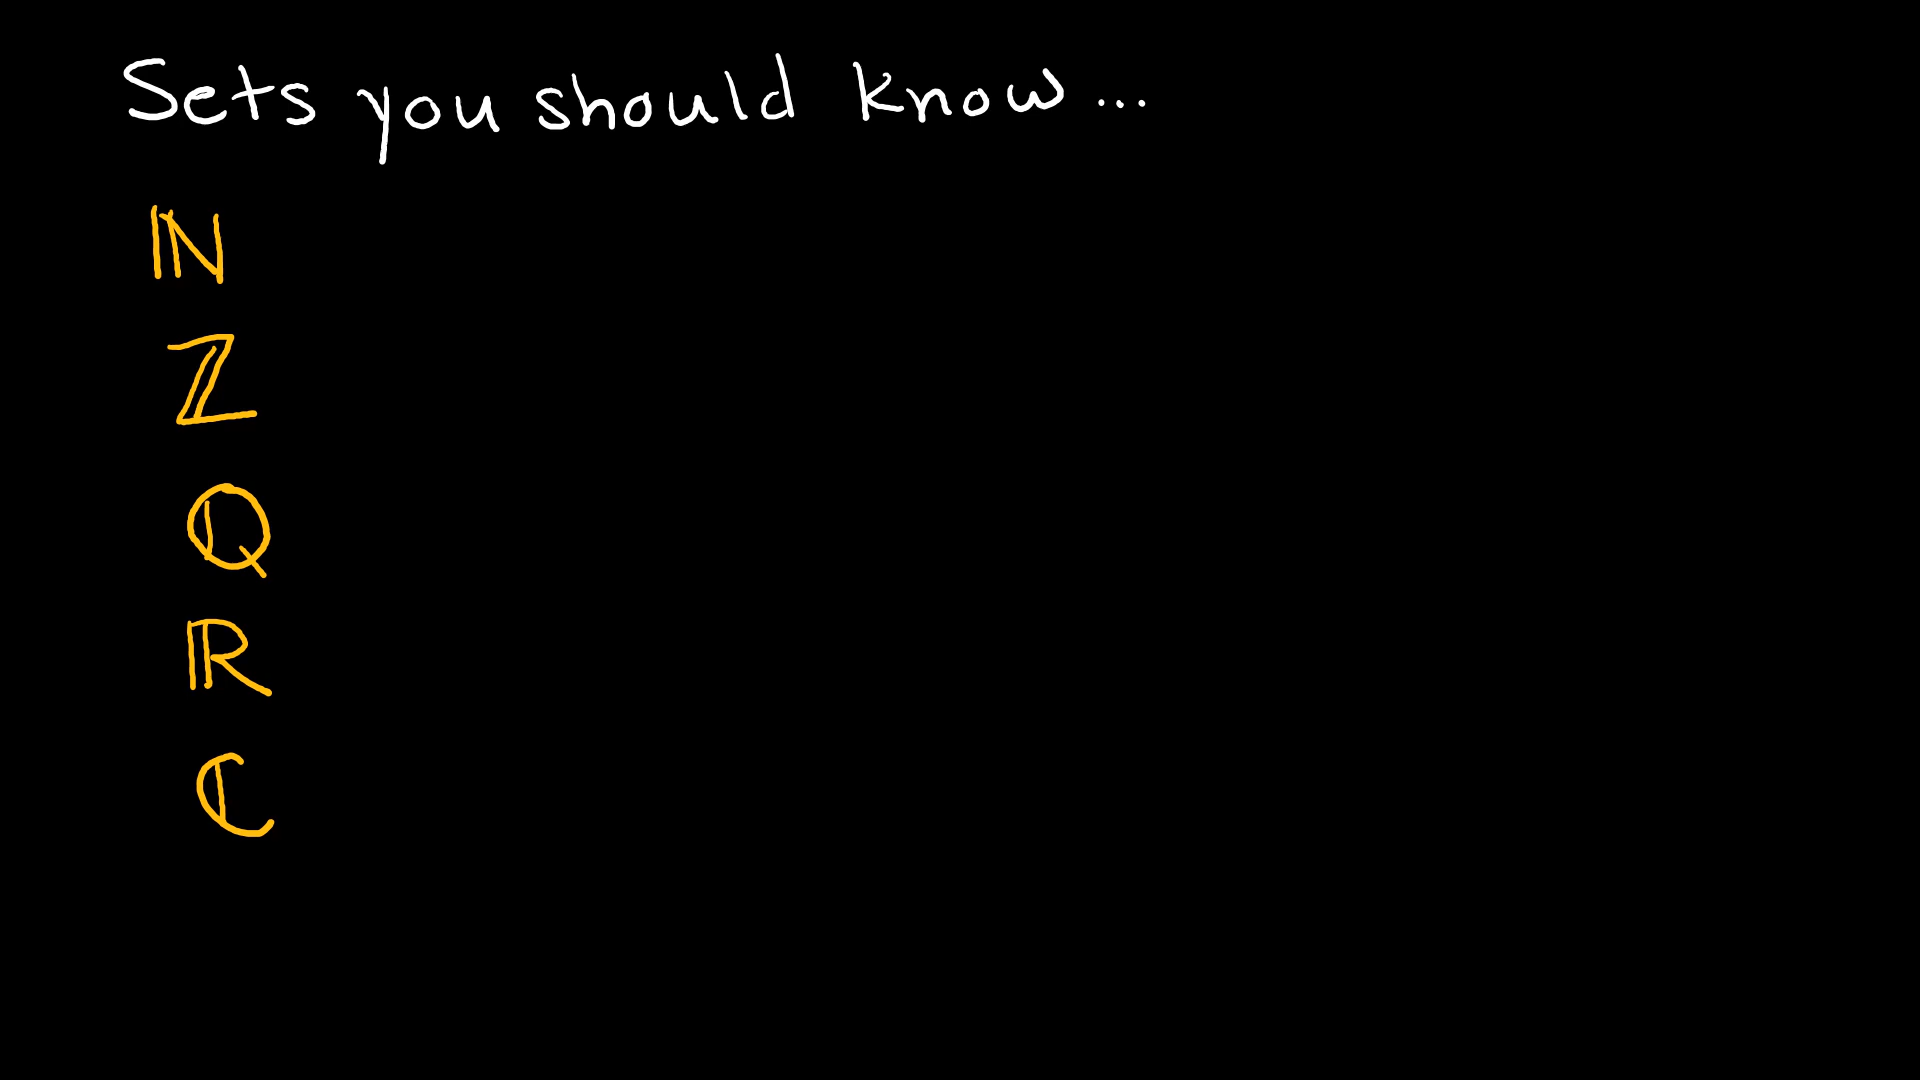 Sets you should know...
ℕ
ℤ
ℚ
ℝ
ℂ